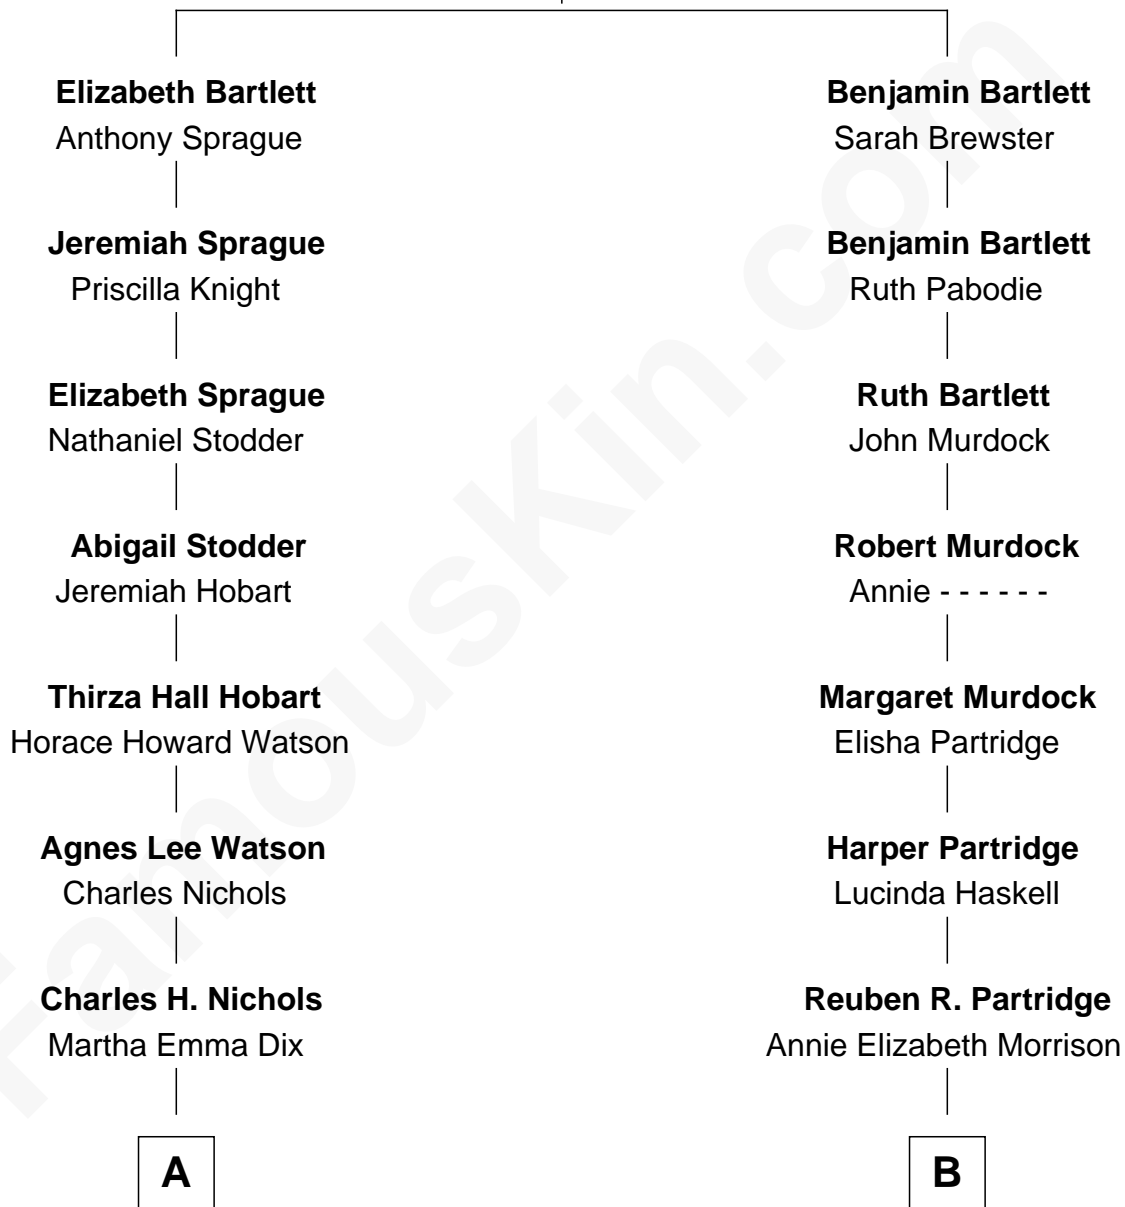 Elizabeth Bartlett
Anthony Sprague
Jeremiah Sprague
Priscilla Knight
Elizabeth Sprague
Nathaniel Stodder
Abigail Stodder
Jeremiah Hobart
Thirza Hall Hobart
Horace Howard Watson
Agnes Lee Watson
Charles Nichols
Charles H. Nichols
Martha Emma Dix
A
Benjamin Bartlett
Sarah Brewster
Benjamin Bartlett
Ruth Pabodie
Ruth Bartlett
John Murdock
Robert Murdock
Annie - - - - - -
Margaret Murdock
Elisha Partridge
Harper Partridge
Lucinda Haskell
Reuben R. Partridge
Annie Elizabeth Morrison
B
FamousKin.com